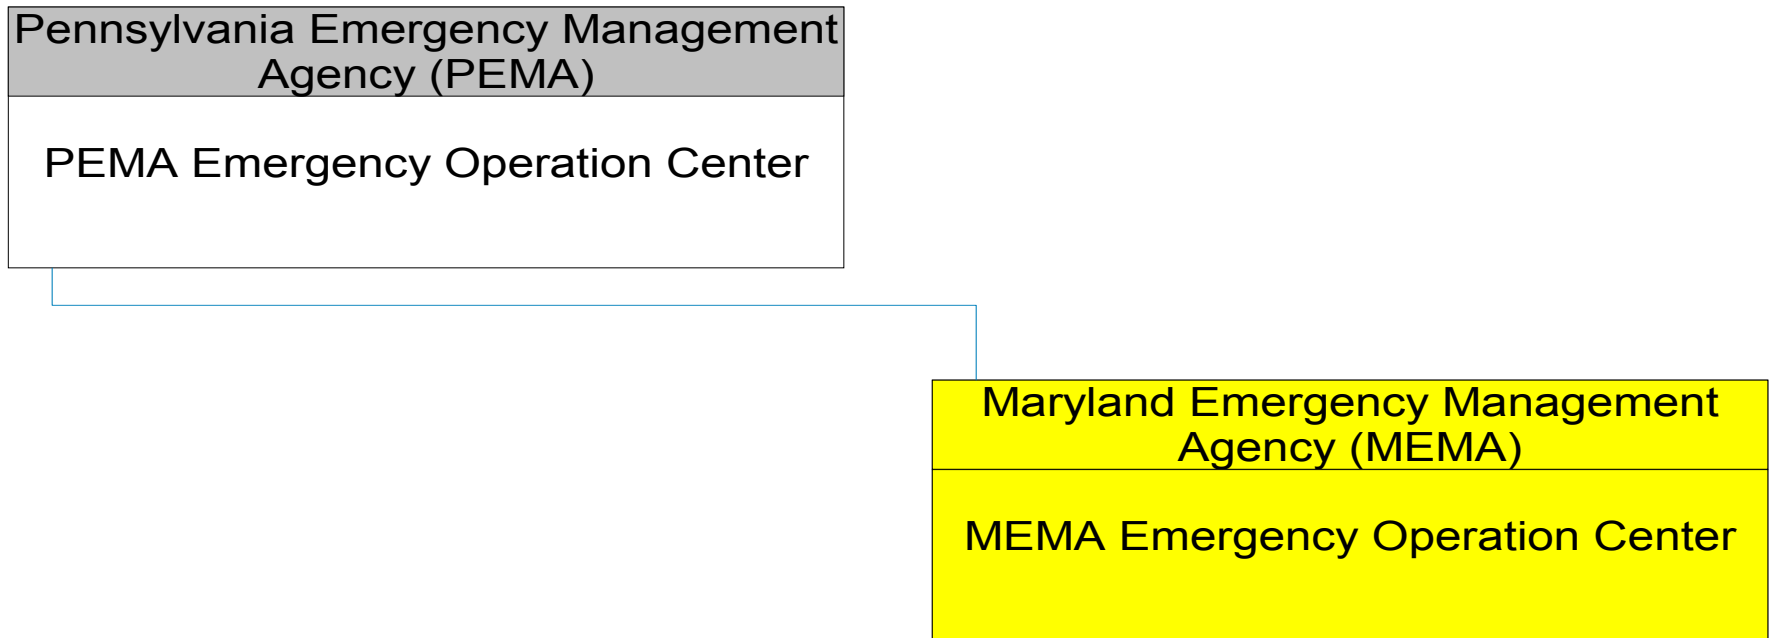 Pennsylvania Emergency Management
Agency (PEMA)
PEMA Emergency Operation Center
Maryland Emergency Management
Agency (MEMA)
MEMA Emergency Operation Center